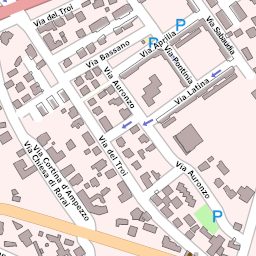 Via dei Troi
P
Via Sabaudia
Via Aprilia
P
Via Bassano
Via Pontinia
Via Auronzo
Via Latina
Via Cortina d'Ampezzo
Via Chiesa di Rorai
Via dei Troi
Via Auronzo
P